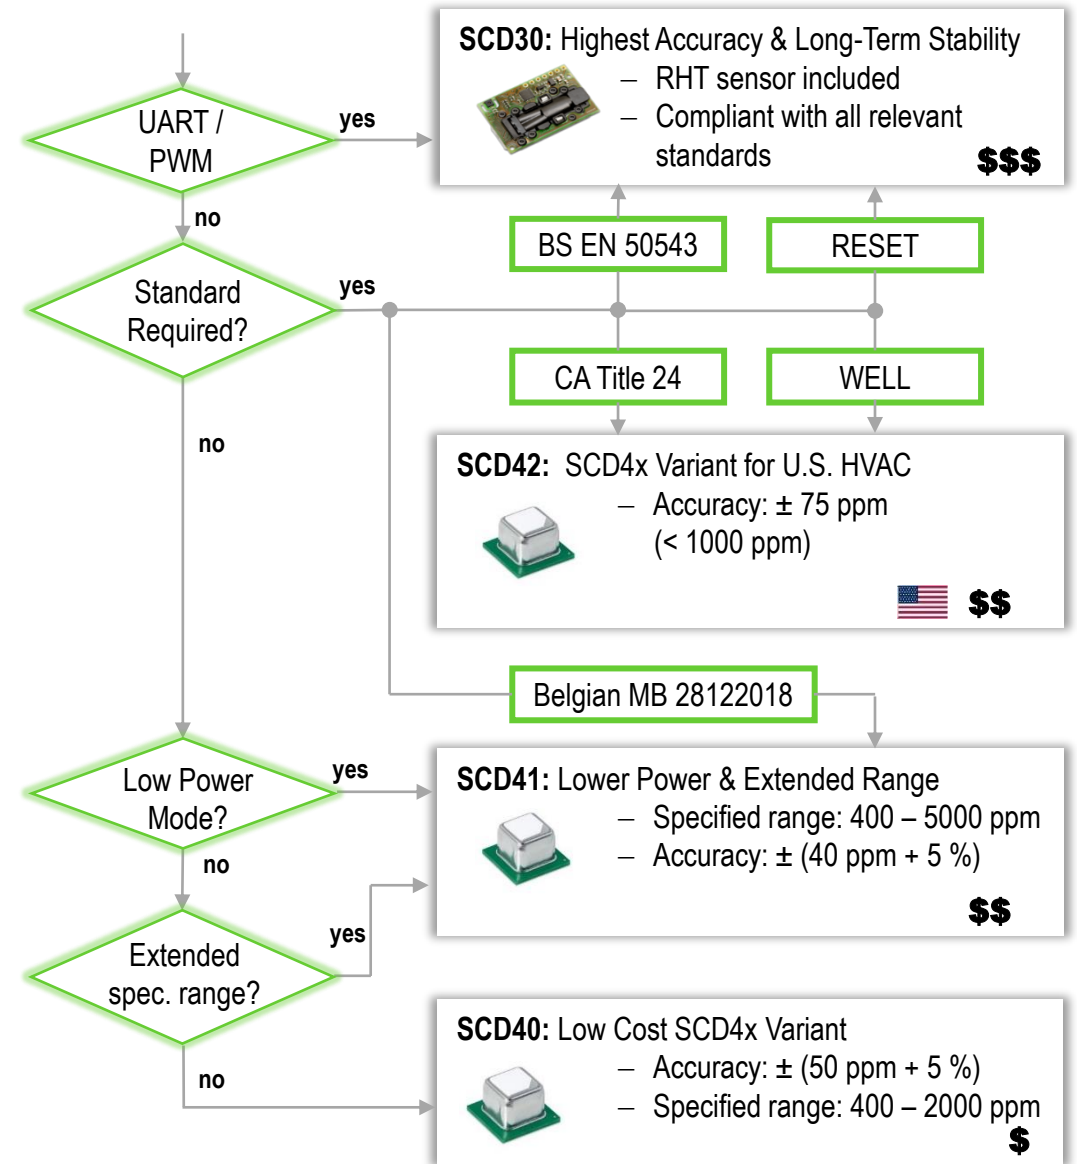 SCD30: Highest Accuracy & Long-Term Stability
– RHT sensor included
– Compliant with all relevant
standards
$$$
UART /
PWM
yes
no
BS EN 50543
RESET
Standard
Required?
yes
CA Title 24
WELL
no
SCD42: SCD4x Variant for U.S. HVAC
– Accuracy: ± 75 ppm
(< 1000 ppm)
$$
Belgian MB 28122018
Low Power
Mode?
yes
no
SCD41: Lower Power & Extended Range
– Specified range: 400 – 5000 ppm
– Accuracy: ± (40 ppm + 5 %)
$$
Extended
spec. range?
yes
no
SCD40: Low Cost SCD4x Variant
– Accuracy: ± (50 ppm + 5 %)
– Specified range: 400 – 2000 ppm
$